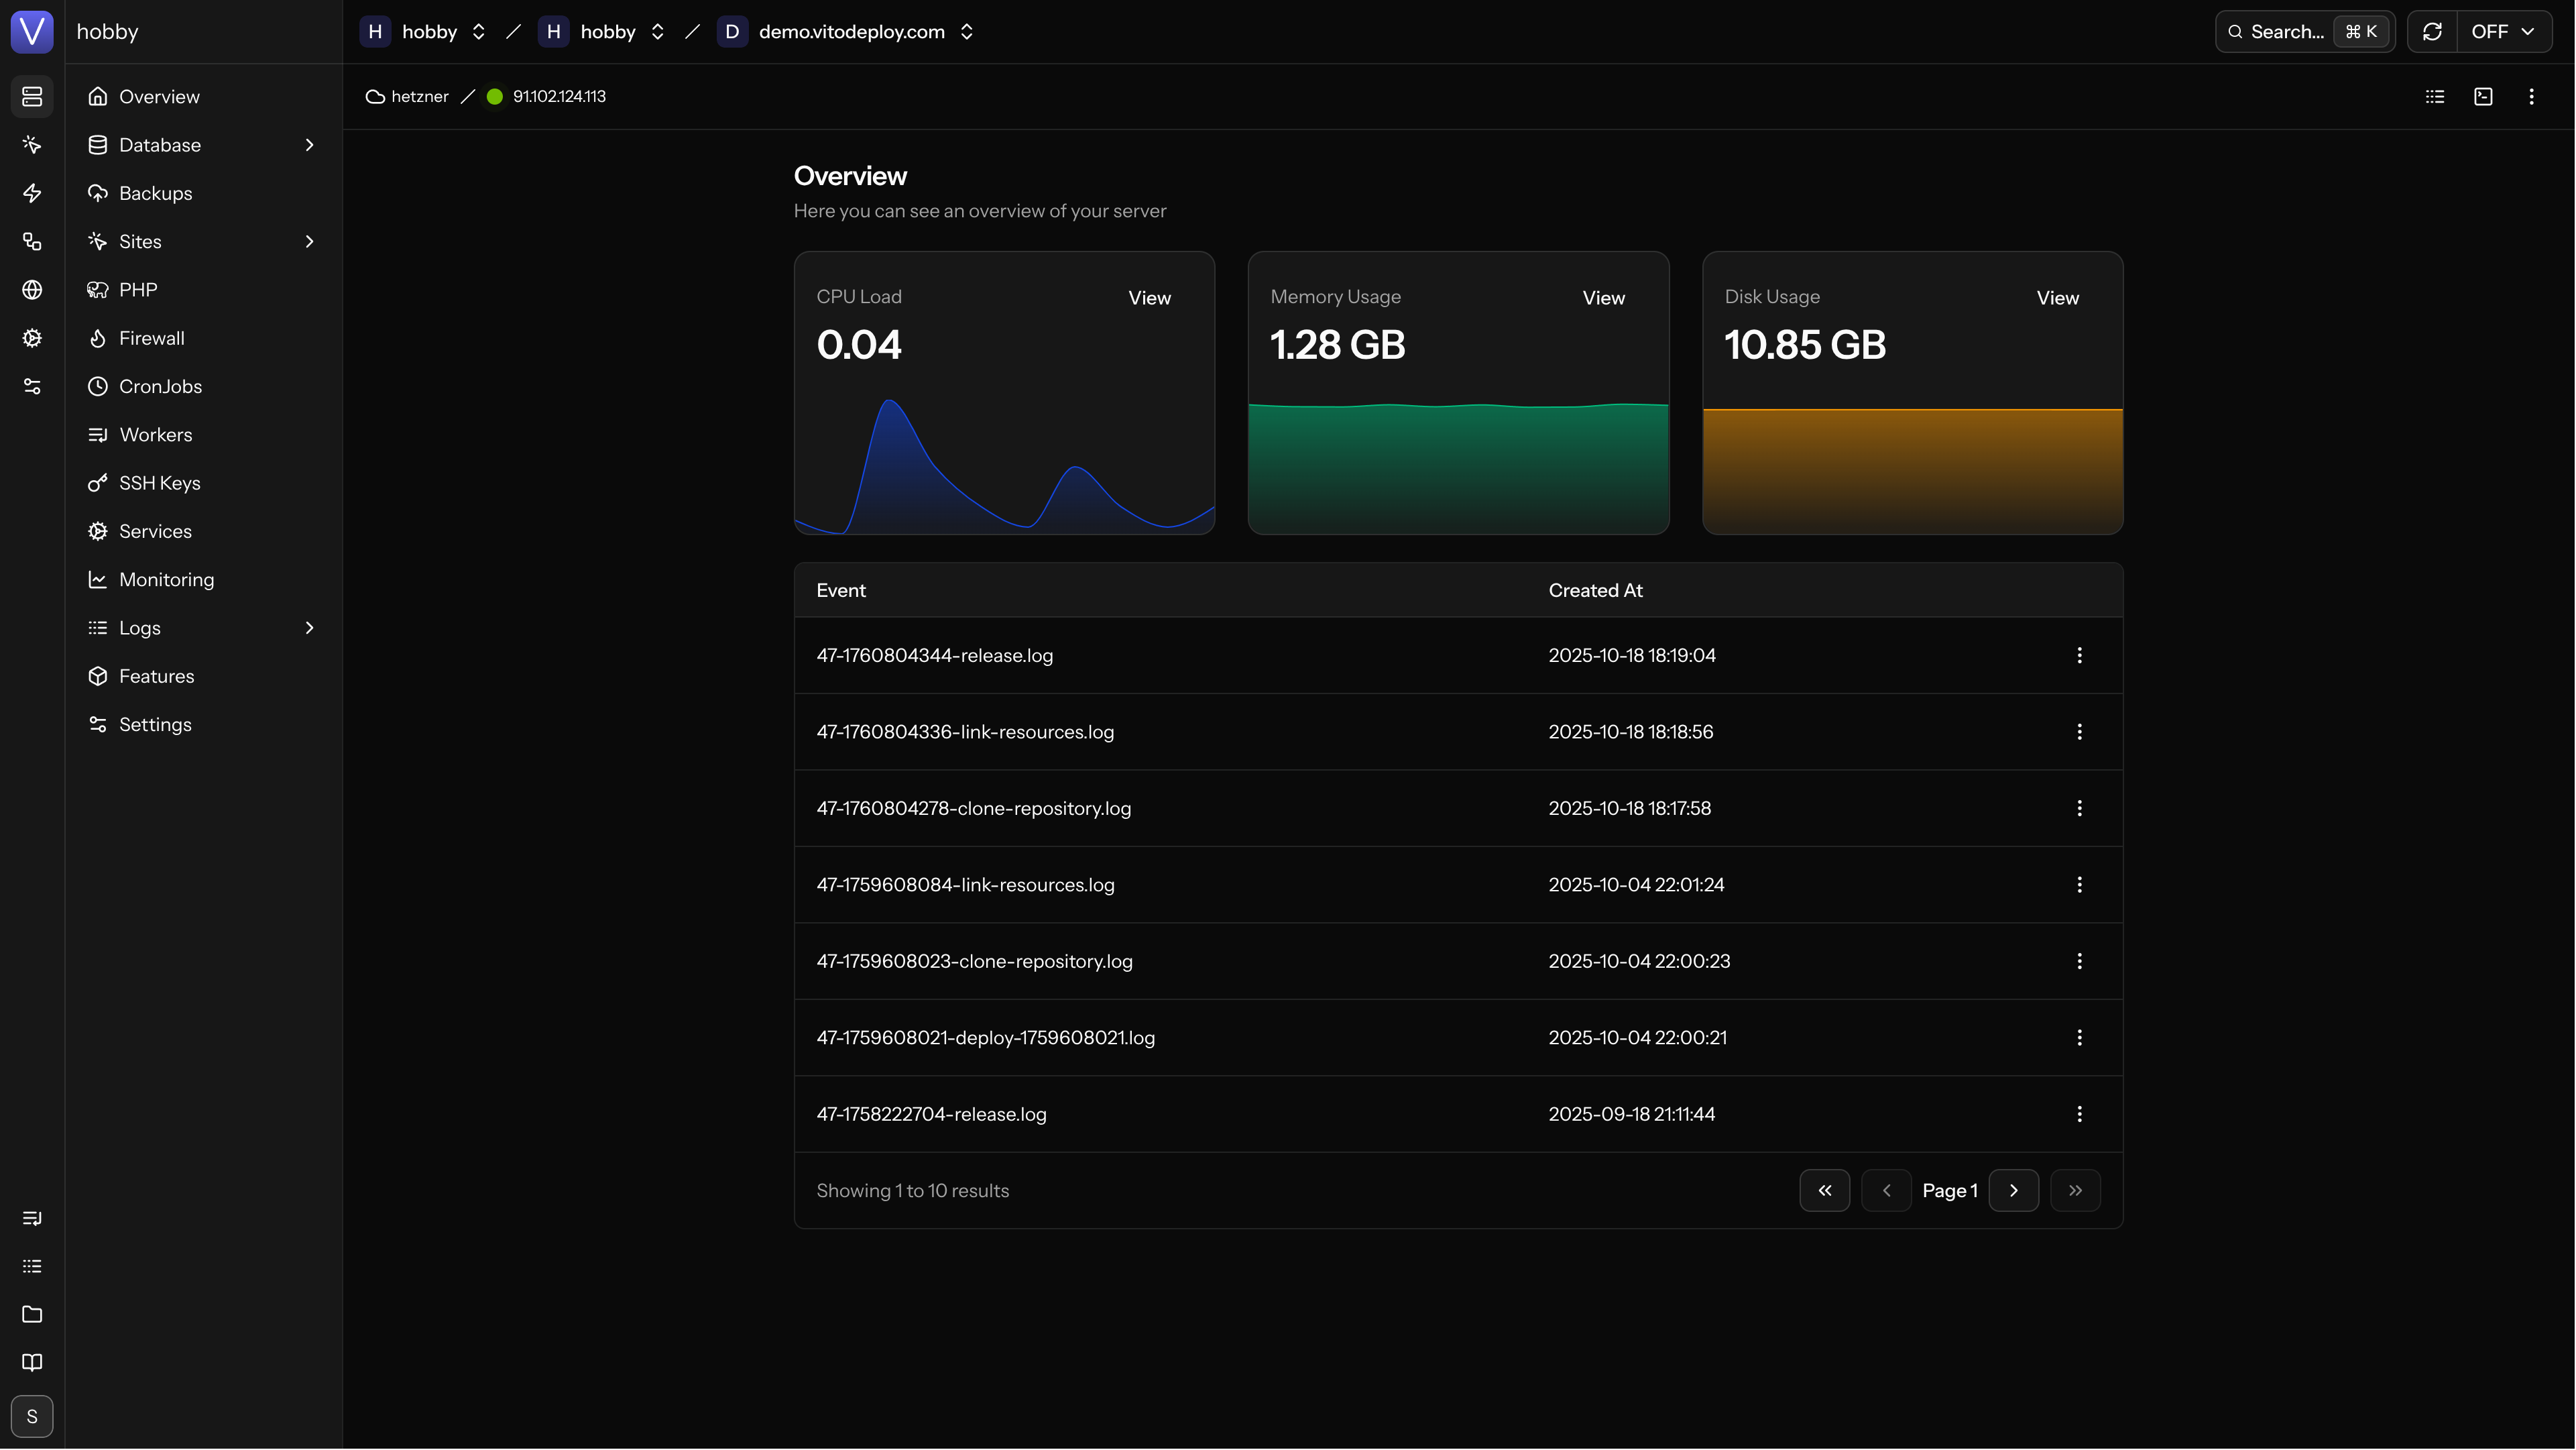 V hobby H hobby / H hobby / D demo.vitodeploy.com Search... ⌘ K OFF
hetzner / 91.102.124.113
Overview
Database
Backups
Sites
PHP
Firewall
CronJobs
Workers
SSH Keys
Services
Monitoring
Logs
Features
Settings
S
Overview
Here you can see an overview of your server
CPU Load View
0.04
Memory Usage View
1.28 GB
Disk Usage View
10.85 GB
Event Created At
47-1760804344-release.log 2025-10-18 18:19:04
47-1760804336-link-resources.log 2025-10-18 18:18:56
47-1760804278-clone-repository.log 2025-10-18 18:17:58
47-1759608084-link-resources.log 2025-10-04 22:01:24
47-1759608023-clone-repository.log 2025-10-04 22:00:23
47-1759608021-deploy-1759608021.log 2025-10-04 22:00:21
47-1758222704-release.log 2025-09-18 21:11:44
Showing 1 to 10 results Page 1